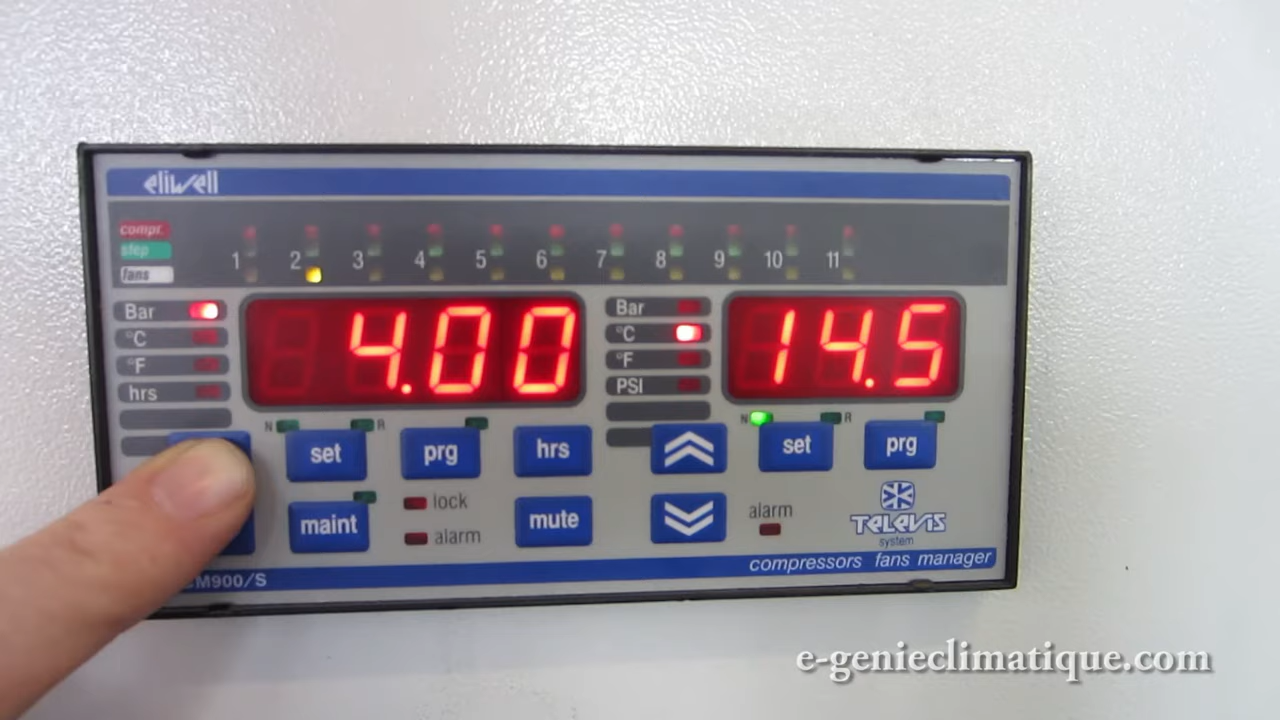 eliwell
compr.
step
fans
1 2 3 4 5 6 7 8 9 10 11
Bar
°C
°F
hrs
4.00
Bar
°C
°F
PSI
14.5
N R
N R
set prg hrs set prg
maint lock mute alarm
alarm
TELEVIS
system
compressors fans manager
M900/S
e-genieclimatique.com